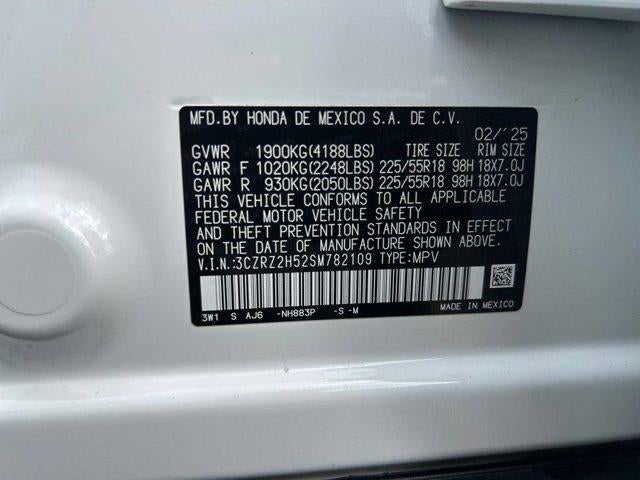 MFD.BY HONDA DE MEXICO S.A. DE C.V.
02/'25
GVWR 1900KG(4188LBS) TIRE SIZE RIM SIZE
GAWR F 1020KG(2248LBS) 225/55R18 98H 18X7.0J
GAWR R 930KG(2050LBS) 225/55R18 98H 18X7.0J
THIS VEHICLE CONFORMS TO ALL APPLICABLE
FEDERAL MOTOR VEHICLE SAFETY
AND THEFT PREVENTION STANDARDS IN EFFECT
ON THE DATE OF MANUFACTURE SHOWN ABOVE.
V.I.N.:3CZRZ2H52SM782109 TYPE:MPV
3W1 S AJ6 -NH883P -S-M MADE IN MEXICO